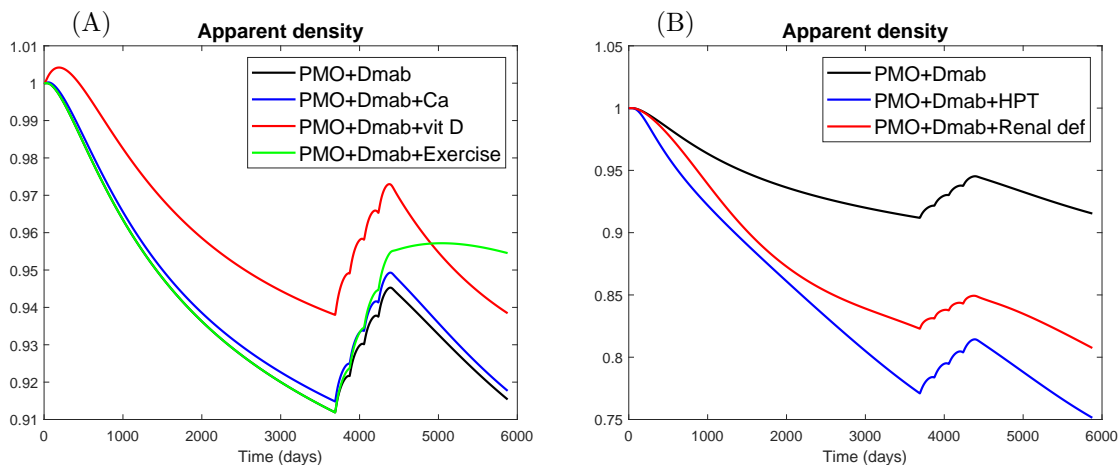 (A)
Apparent density
1.01
1
0.99
0.98
0.97
0.96
0.95
0.94
0.93
0.92
0.91
0 1000 2000 3000 4000 5000 6000
Time (days)
PMO+Dmab
PMO+Dmab+Ca
PMO+Dmab+vit D
PMO+Dmab+Exercise
(B)
Apparent density
1.05
1
0.95
0.9
0.85
0.8
0.75
0 1000 2000 3000 4000 5000 6000
Time (days)
PMO+Dmab
PMO+Dmab+HPT
PMO+Dmab+Renal def